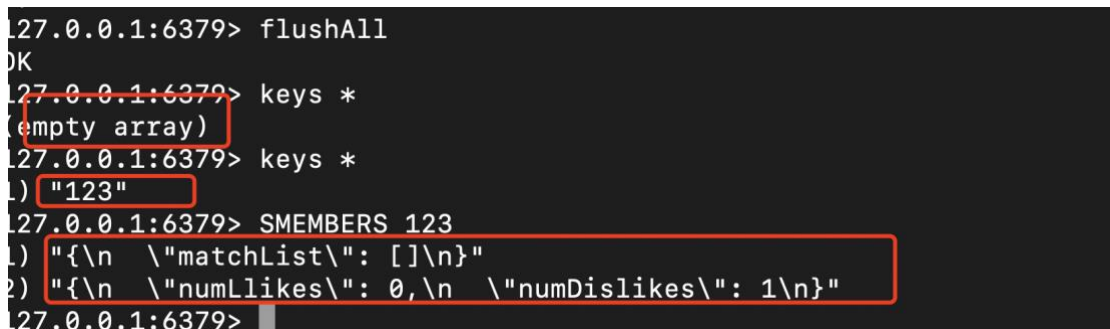 127.0.0.1:6379> flushAll
OK
127.0.0.1:6379> keys *
(empty array)
127.0.0.1:6379> keys *
1) "123"
127.0.0.1:6379> SMEMBERS 123
1) "{\n  \"matchList\": []\n}"
2) "{\n  \"numLlikes\": 0,\n  \"numDislikes\": 1\n}"
127.0.0.1:6379>